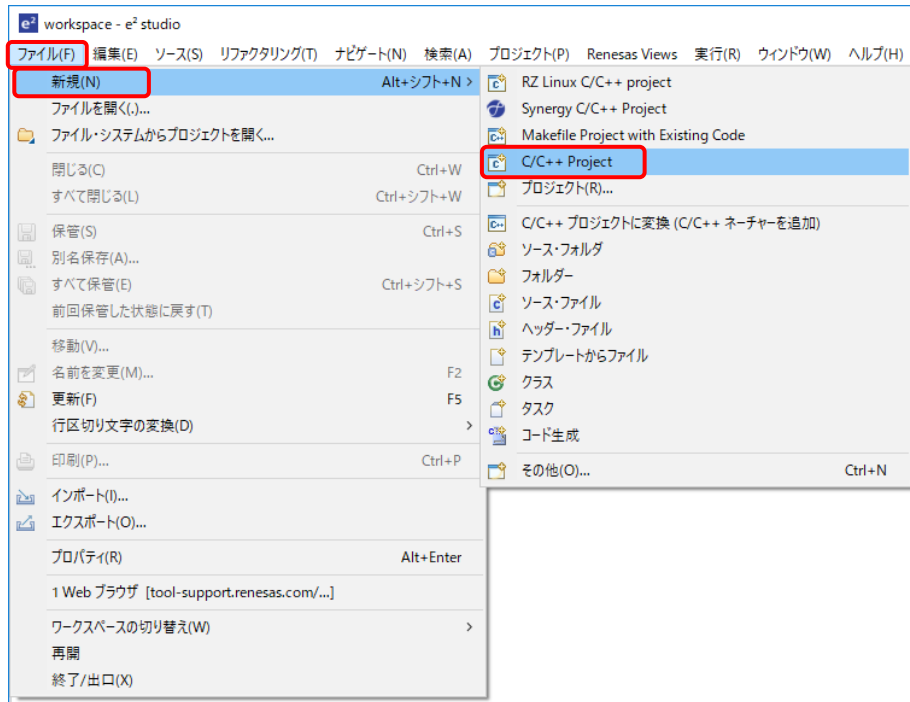 workspace - e² studio
ファイル(F) 編集(E) ソース(S) リファクタリング(T) ナビゲート(N) 検索(A) プロジェクト(P) Renesas Views 実行(R) ウィンドウ(W) ヘルプ(H)
新規(N) Alt+シフト+N >
ファイルを開く(.)...
ファイル・システムからプロジェクトを開く...
閉じる(C) Ctrl+W
すべて閉じる(L) Ctrl+シフト+W
保管(S) Ctrl+S
別名保存(A)...
すべて保管(E) Ctrl+シフト+S
前回保管した状態に戻す(T)
移動(V)...
名前を変更(M)... F2
更新(F) F5
行区切り文字の変換(D) >
印刷(P)... Ctrl+P
インポート(I)...
エクスポート(O)...
プロパティ(R) Alt+Enter
1 Web ブラウザ [tool-support.renesas.com/...]
ワークスペースの切り替え(W) >
再開
終了/出口(X)
RZ Linux C/C++ project
Synergy C/C++ Project
Makefile Project with Existing Code
C/C++ Project
プロジェクト(R)...
C/C++ プロジェクトに変換 (C/C++ ネーチャーを追加)
ソース・フォルダ
フォルダー
ソース・ファイル
ヘッダー・ファイル
テンプレートからファイル
クラス
タスク
コード生成
その他(O)... Ctrl+N